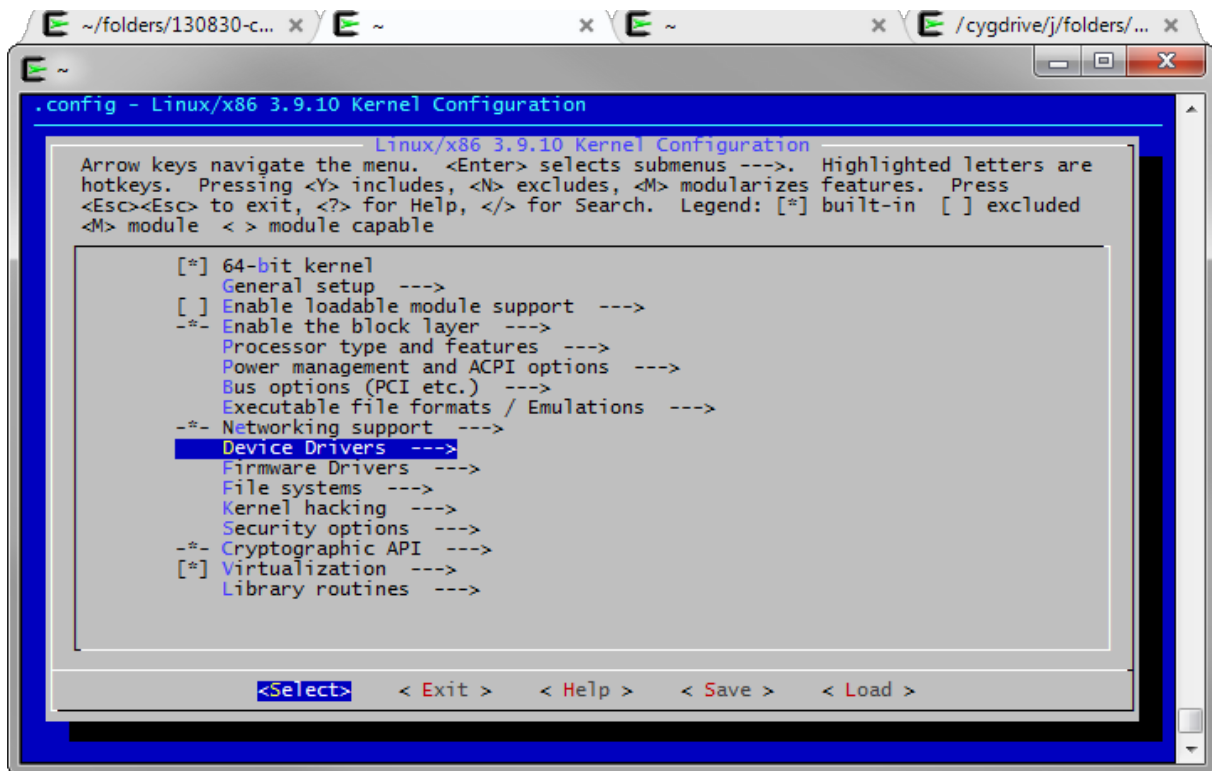 ~/folders/130830-c... ~ ~ /cygdrive/j/folders/...
~
.config - Linux/x86 3.9.10 Kernel Configuration
Linux/x86 3.9.10 Kernel Configuration
Arrow keys navigate the menu.  <Enter> selects submenus --->.  Highlighted letters are
hotkeys.  Pressing <Y> includes, <N> excludes, <M> modularizes features.  Press
<Esc><Esc> to exit, <?> for Help, </> for Search.  Legend: [*] built-in  [ ] excluded
<M> module  < > module capable
[*] 64-bit kernel
General setup  --->
[ ] Enable loadable module support  --->
-*- Enable the block layer  --->
Processor type and features  --->
Power management and ACPI options  --->
Bus options (PCI etc.)  --->
Executable file formats / Emulations  --->
-*- Networking support  --->
Device Drivers  --->
Firmware Drivers  --->
File systems  --->
Kernel hacking  --->
Security options  --->
-*- Cryptographic API  --->
[*] Virtualization  --->
Library routines  --->
<Select>    < Exit >    < Help >    < Save >    < Load >